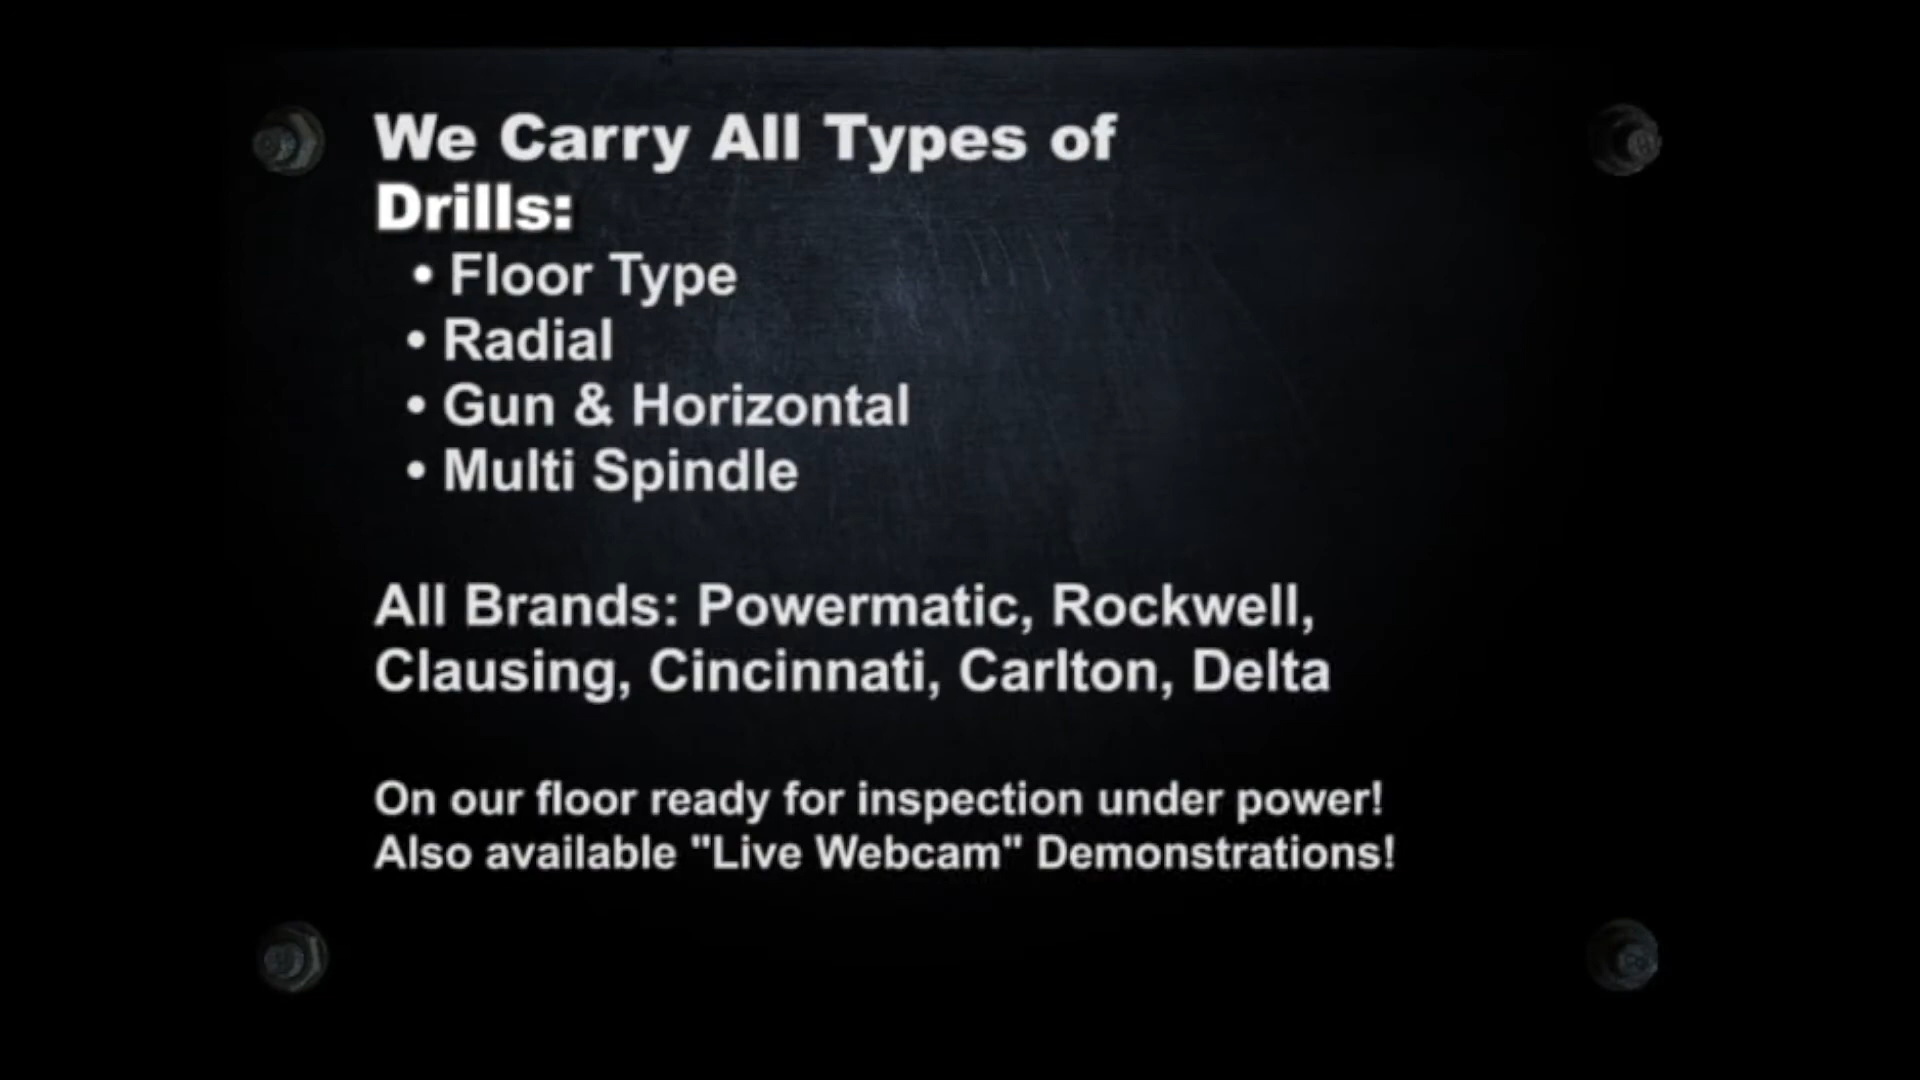 We Carry All Types of
Drills:
• Floor Type
• Radial
• Gun & Horizontal
• Multi Spindle
All Brands: Powermatic, Rockwell,
Clausing, Cincinnati, Carlton, Delta
On our floor ready for inspection under power!
Also available "Live Webcam" Demonstrations!